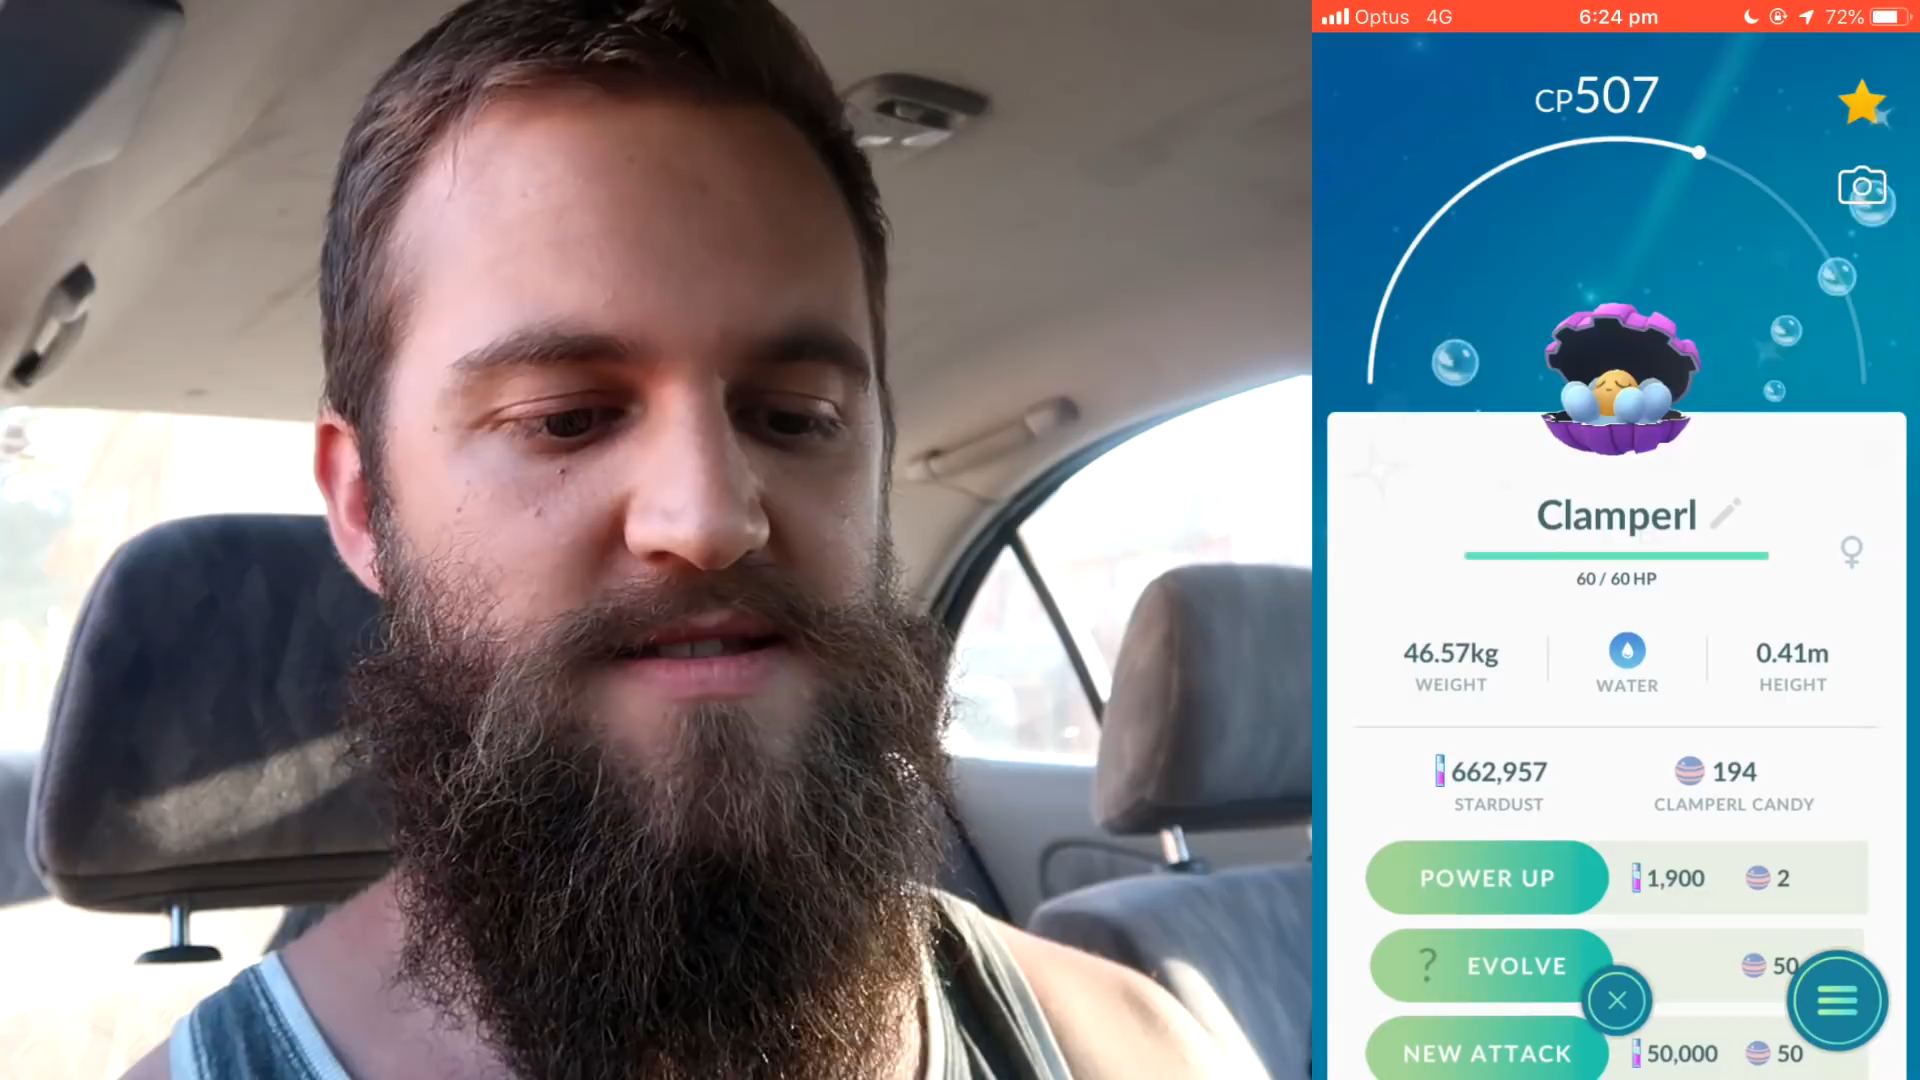 Optus 4G 6:24 pm 72%
CP507
Clamperl
60 / 60 HP
46.57kg
WEIGHT
WATER
0.41m
HEIGHT
662,957
STARDUST
194
CLAMPERL CANDY
POWER UP 1,900 2
? EVOLVE 50
NEW ATTACK 50,000 50